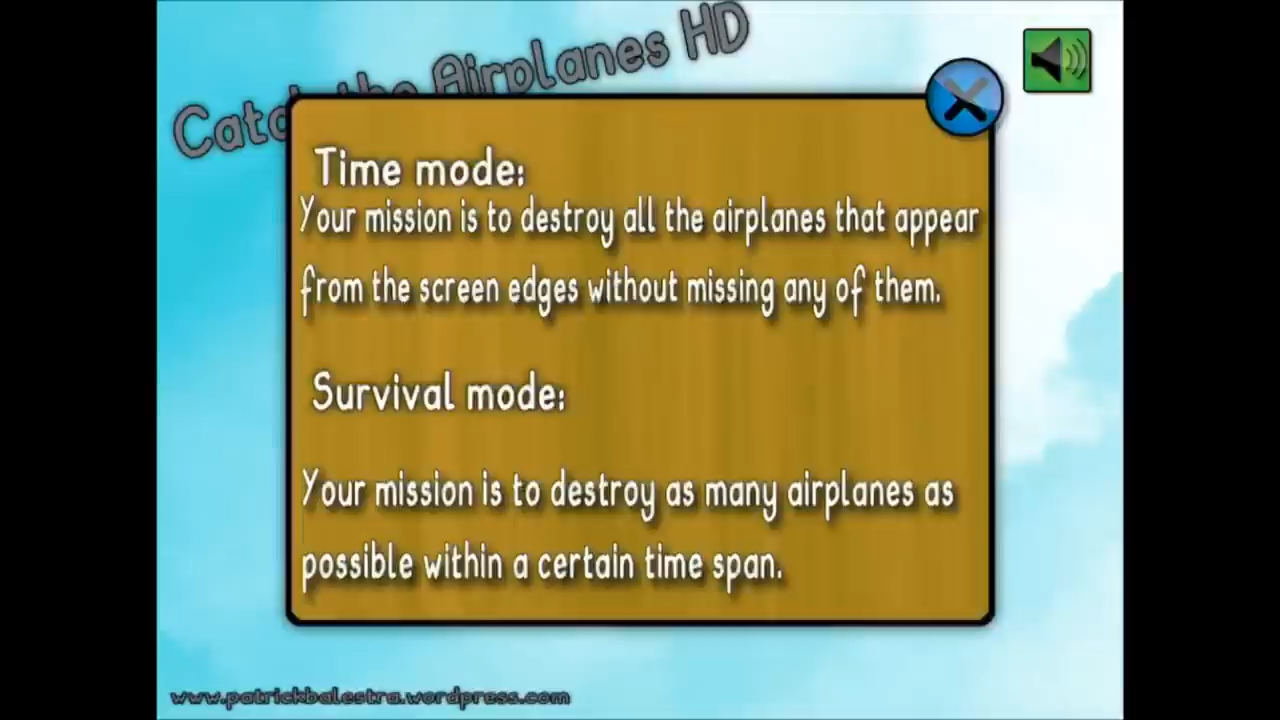 Catch the Airplanes HD
Time mode:
Your mission is to destroy all the airplanes that appear
from the screen edges without missing any of them.
Survival mode:
Your mission is to destroy as many airplanes as
possible within a certain time span.
www.patrickbalestra.wordpress.com